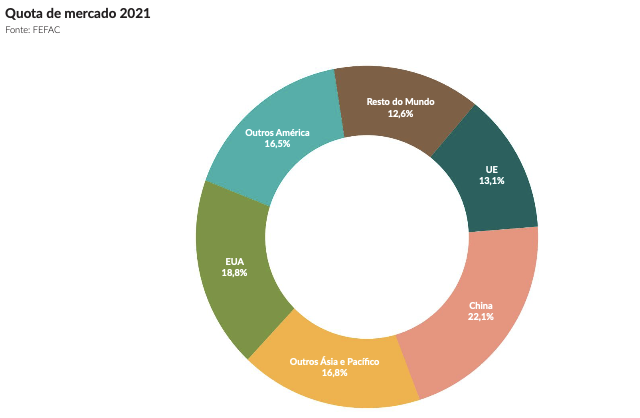 Quota de mercado 2021
Fonte: FEFAC
Resto do Mundo
12,6%
Outros América
16,5%
UE
13,1%
EUA
18,8%
China
22,1%
Outros Ásia e Pacífico
16,8%